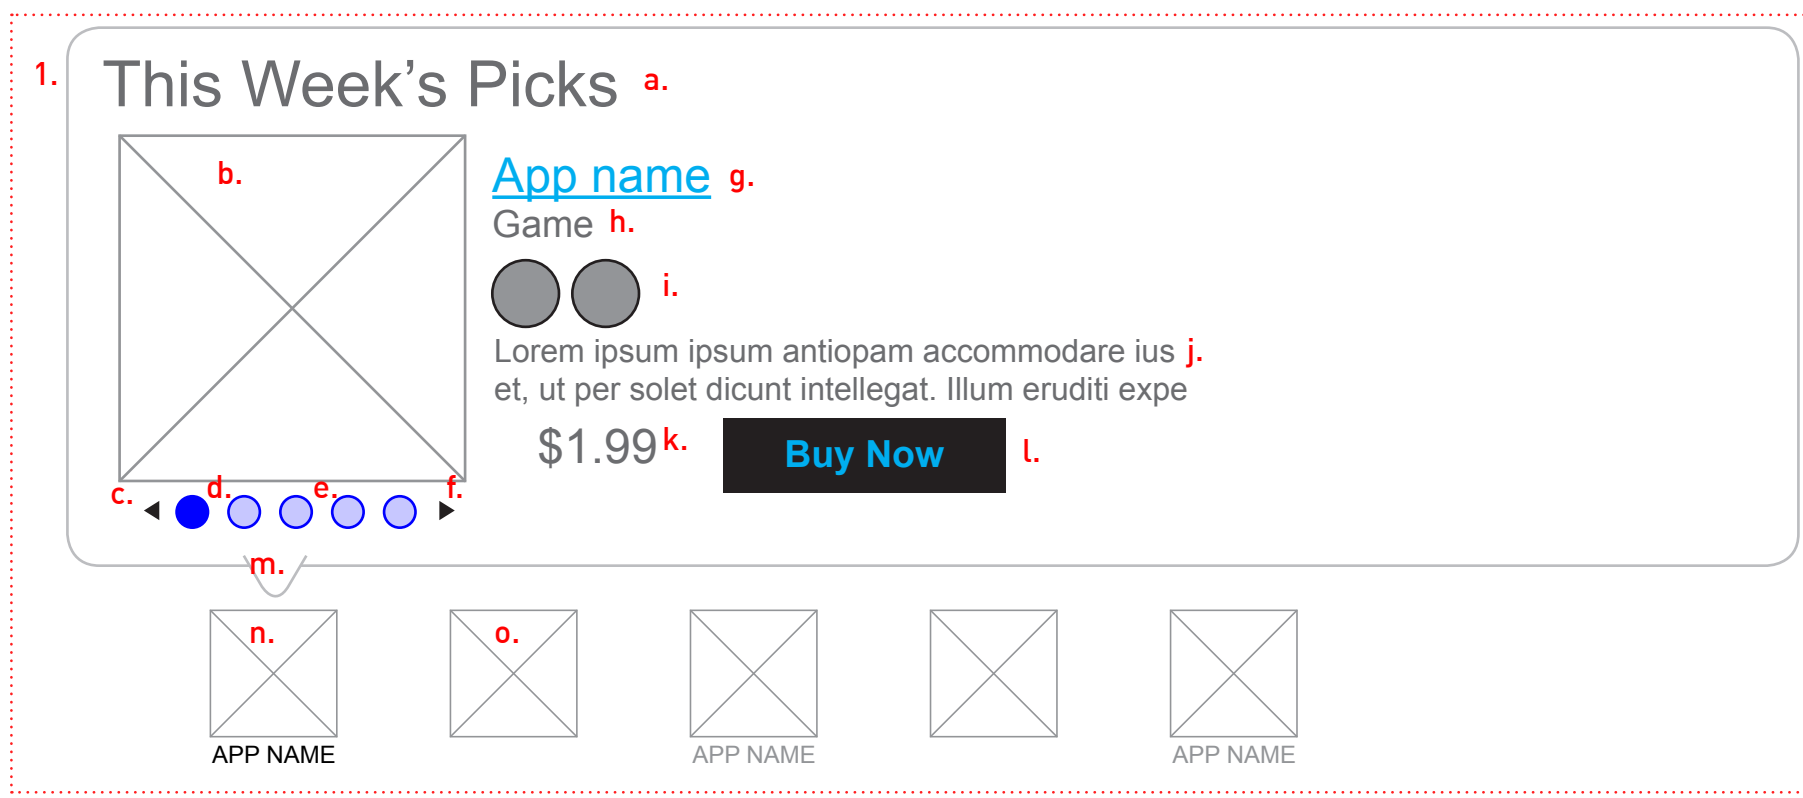 1.
This Week’s Picks a.
b.
App name g.
Game h.
i.
Lorem ipsum ipsum antiopam accommodare ius j.
et, ut per solet dicunt intellegat. Illum eruditi expe
$1.99 k. Buy Now l.
c. d. e. f.
m.
n. o.
APP NAME APP NAME APP NAME